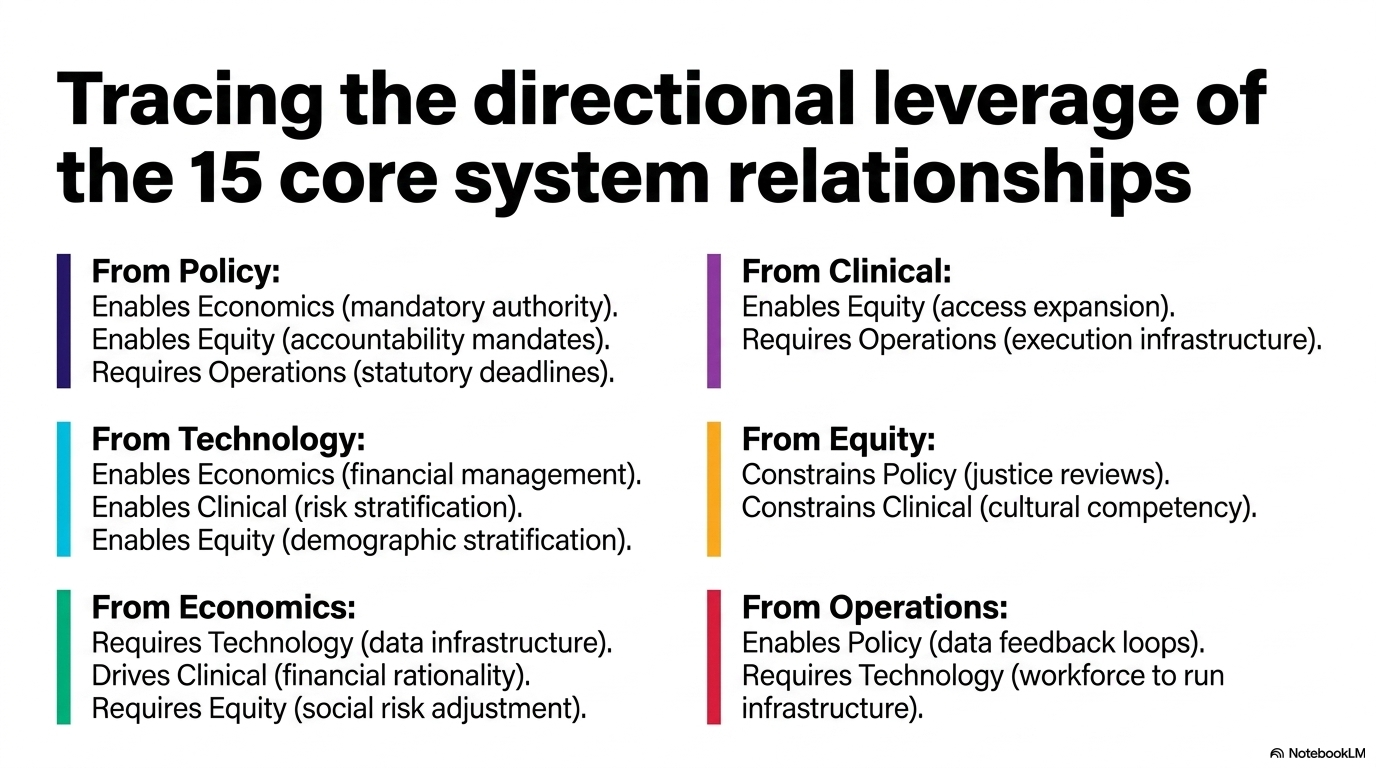 Tracing the directional leverage of
the 15 core system relationships
From Policy:
Enables Economics (mandatory authority).
Enables Equity (accountability mandates).
Requires Operations (statutory deadlines).
From Technology:
Enables Economics (financial management).
Enables Clinical (risk stratification).
Enables Equity (demographic stratification).
From Economics:
Requires Technology (data infrastructure).
Drives Clinical (financial rationality).
Requires Equity (social risk adjustment).
From Clinical:
Enables Equity (access expansion).
Requires Operations (execution infrastructure).
From Equity:
Constrains Policy (justice reviews).
Constrains Clinical (cultural competency).
From Operations:
Enables Policy (data feedback loops).
Requires Technology (workforce to run
infrastructure).
NotebookLM